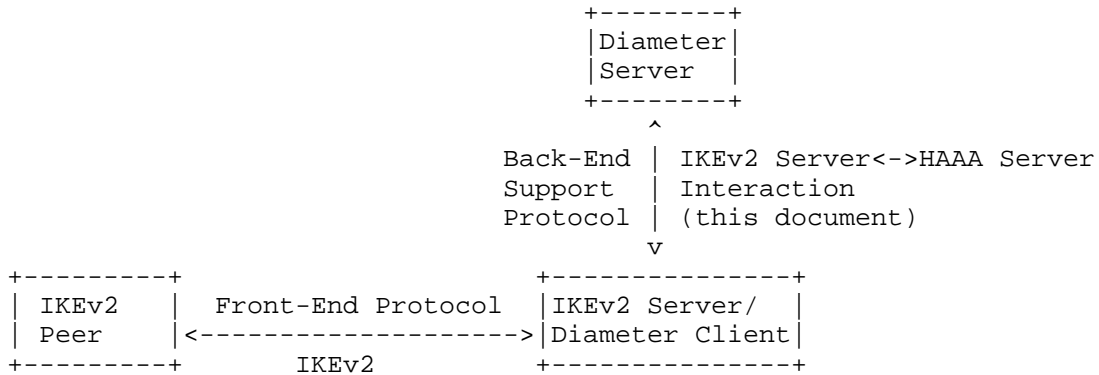 Diameter
Server
Back-End | IKEv2 Server<->HAAA Server
Support | Interaction
Protocol | (this document)
v
IKEv2 Front-End Protocol IKEv2 Server/
Peer <--------------------> Diameter Client
IKEv2